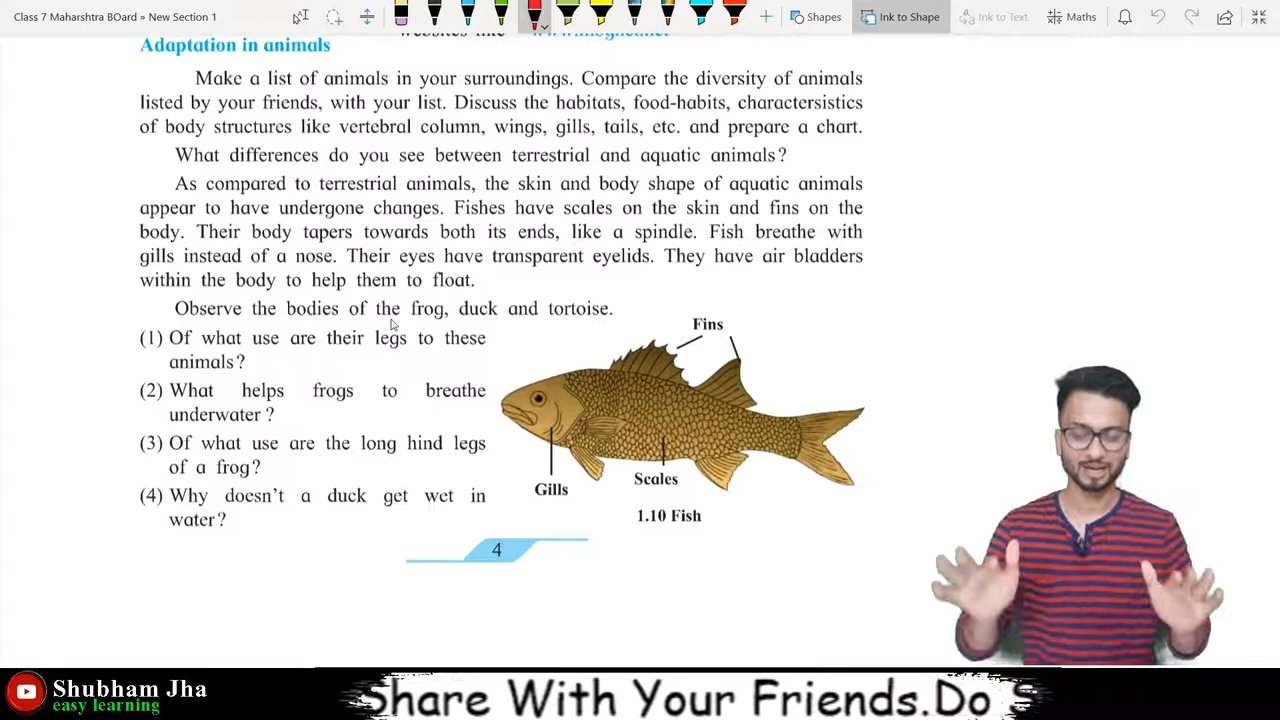 Class 7 Maharshtra BOard » New Section 1
Shapes
Ink to Shape
Ink to Text
Maths
Adaptation in animals
Make a list of animals in your surroundings. Compare the diversity of animals
listed by your friends, with your list. Discuss the habitats, food-habits, charactersistics
of body structures like vertebral column, wings, gills, tails, etc. and prepare a chart.
What differences do you see between terrestrial and aquatic animals?
As compared to terrestrial animals, the skin and body shape of aquatic animals
appear to have undergone changes. Fishes have scales on the skin and fins on the
body. Their body tapers towards both its ends, like a spindle. Fish breathe with
gills instead of a nose. Their eyes have transparent eyelids. They have air bladders
within the body to help them to float.
Observe the bodies of the frog, duck and tortoise.
(1) Of what use are their legs to these
animals?
(2) What helps frogs to breathe
underwater?
(3) Of what use are the long hind legs
of a frog?
(4) Why doesn't a duck get wet in
water?
Fins
Gills
Scales
1.10 Fish
4
Shubham Jha
easy learning
Share With Your Friends.Do